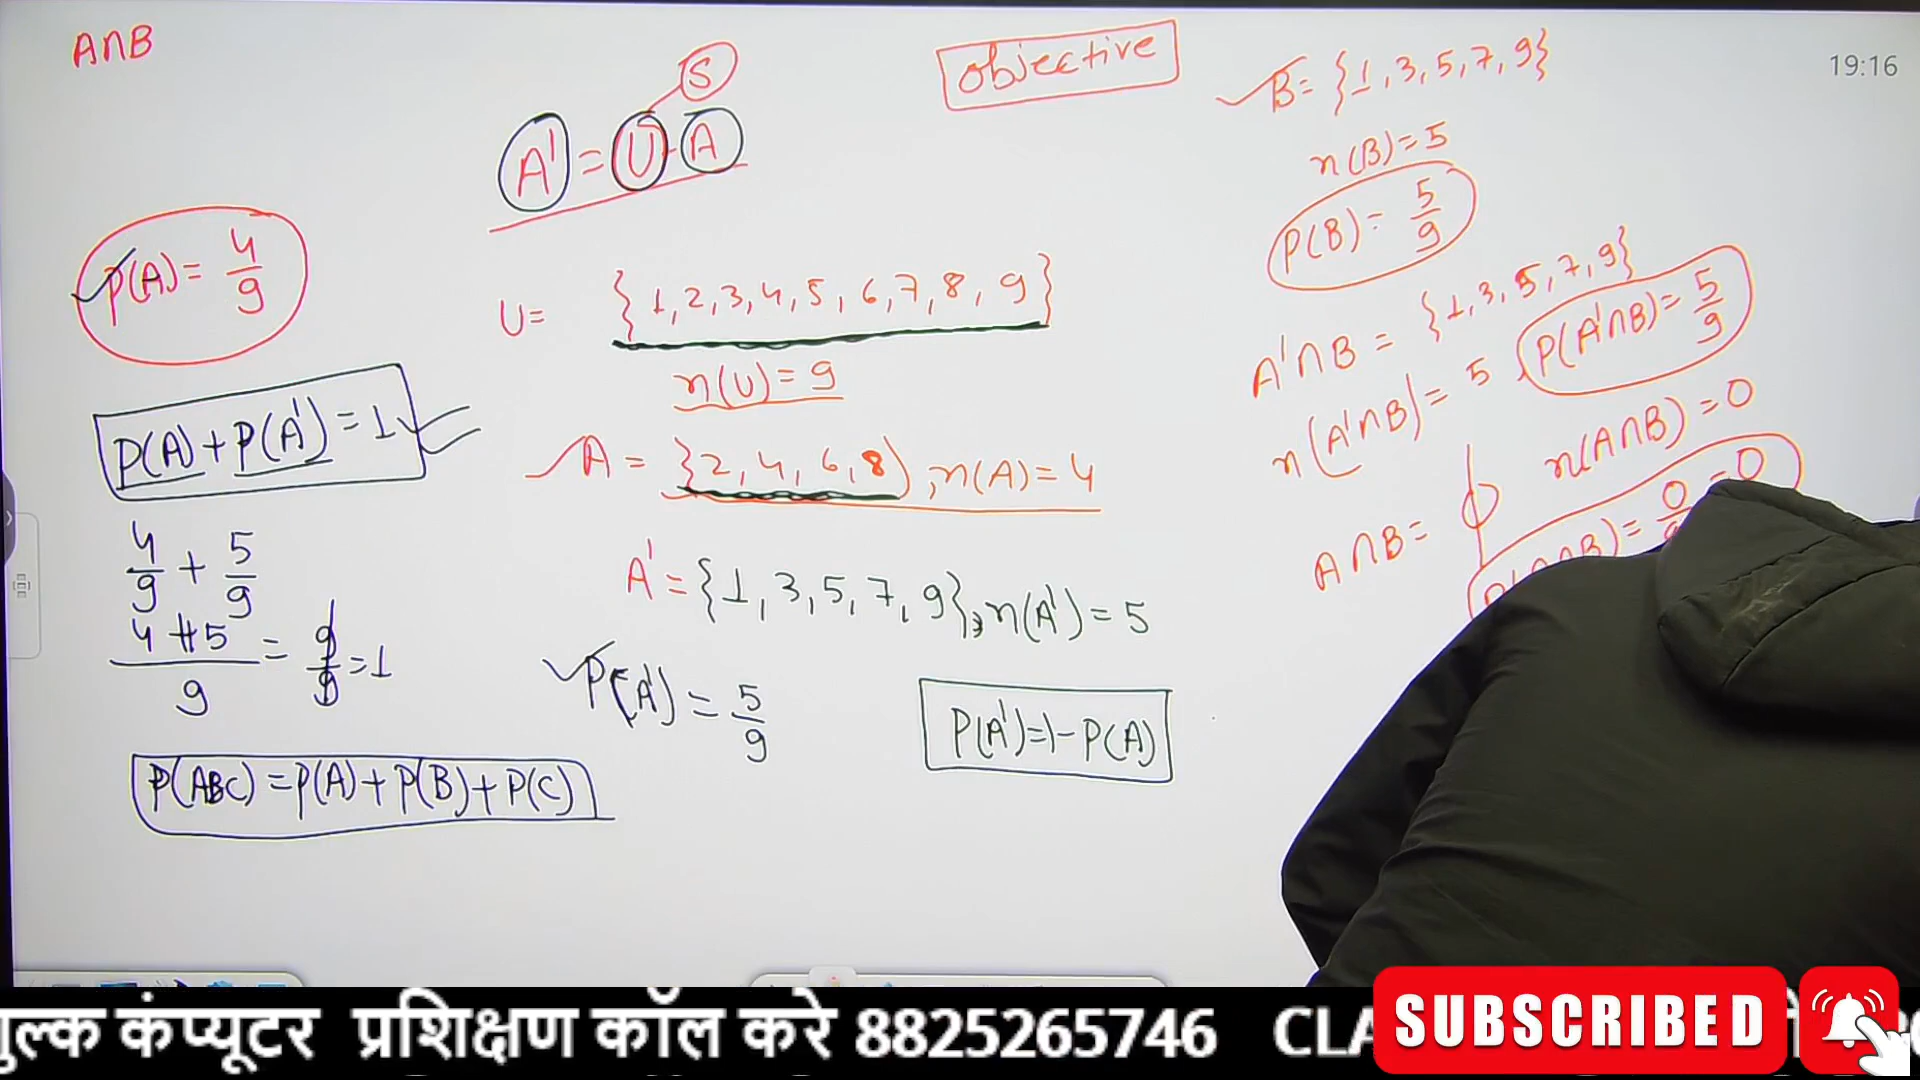 A∩B
S
A' = U - A
objective
B = {1, 3, 5, 7, 9}
19:16
n(B) = 5
P(B) = 5/9
P(A) = 4/9
U = {1, 2, 3, 4, 5, 6, 7, 8, 9}
n(U) = 9
A'∩B = {1, 3, 5, 7, 9}
n(A'∩B) = 5, P(A'∩B) = 5/9
P(A) + P(A') = 1
A = {2, 4, 6, 8), n(A) = 4
n(A∩B) = 0
A∩B = ϕ
= 0
4/9 + 5/9
4+5/9 = 9/9 = 1
A' = {1, 3, 5, 7, 9}, n(A') = 5
P(A') = 5/9
P(A') = 1 - P(A)
P(ABC) = P(A) + P(B) + P(C)
कंप्यूटर प्रशिक्षण कॉल करे 8825265746
SUBSCRIBED